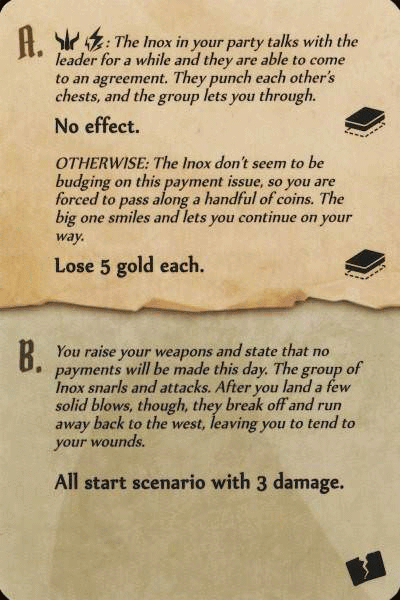 A.
: The Inox in your party talks with the
leader for a while and they are able to come
to an agreement. They punch each other's
chests, and the group lets you through.
No effect.
OTHERWISE: The Inox don't seem to be
budging on this payment issue, so you are
forced to pass along a handful of coins. The
big one smiles and lets you continue on your
way.
Lose 5 gold each.
B.
You raise your weapons and state that no
payments will be made this day. The group of
Inox snarls and attacks. After you land a few
solid blows, though, they break off and run
away back to the west, leaving you to tend to
your wounds.
All start scenario with 3 damage.